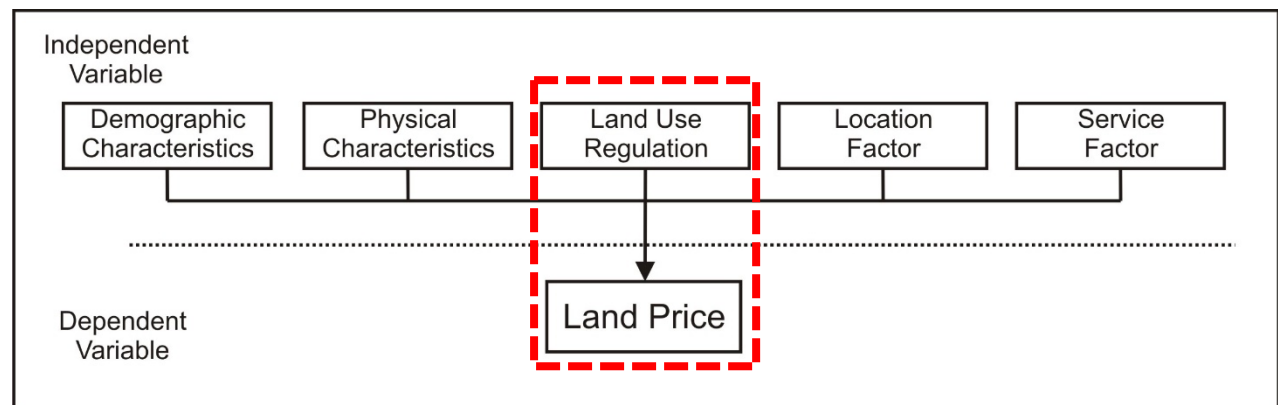 Independent
Variable
Demographic
Characteristics
Physical
Characteristics
Land Use
Regulation
Location
Factor
Service
Factor
Land Price
Dependent
Variable